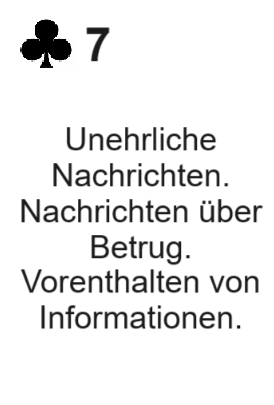 ♣ 7
Unehrliche
Nachrichten.
Nachrichten über
Betrug.
Vorenthalten von
Informationen.